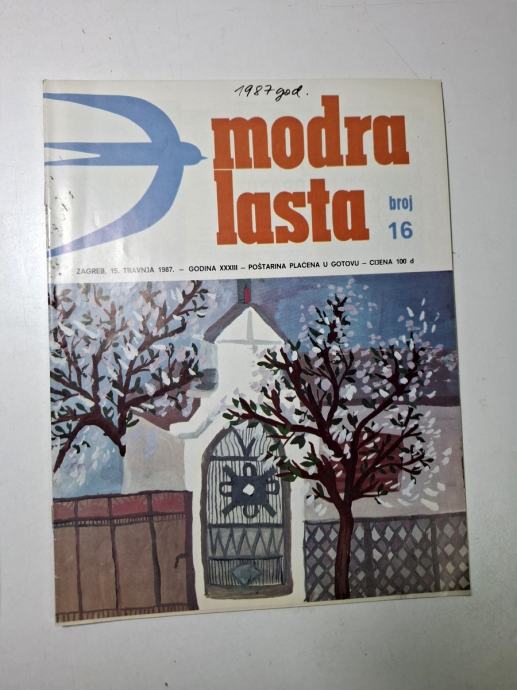 1987 god.
modra
lasta
broj
16
ZAGREB, 15. TRAVNJA 1987. – GODINA XXXIII – POŠTARINA PLAĆENA U GOTOVU – CIJENA 100 d